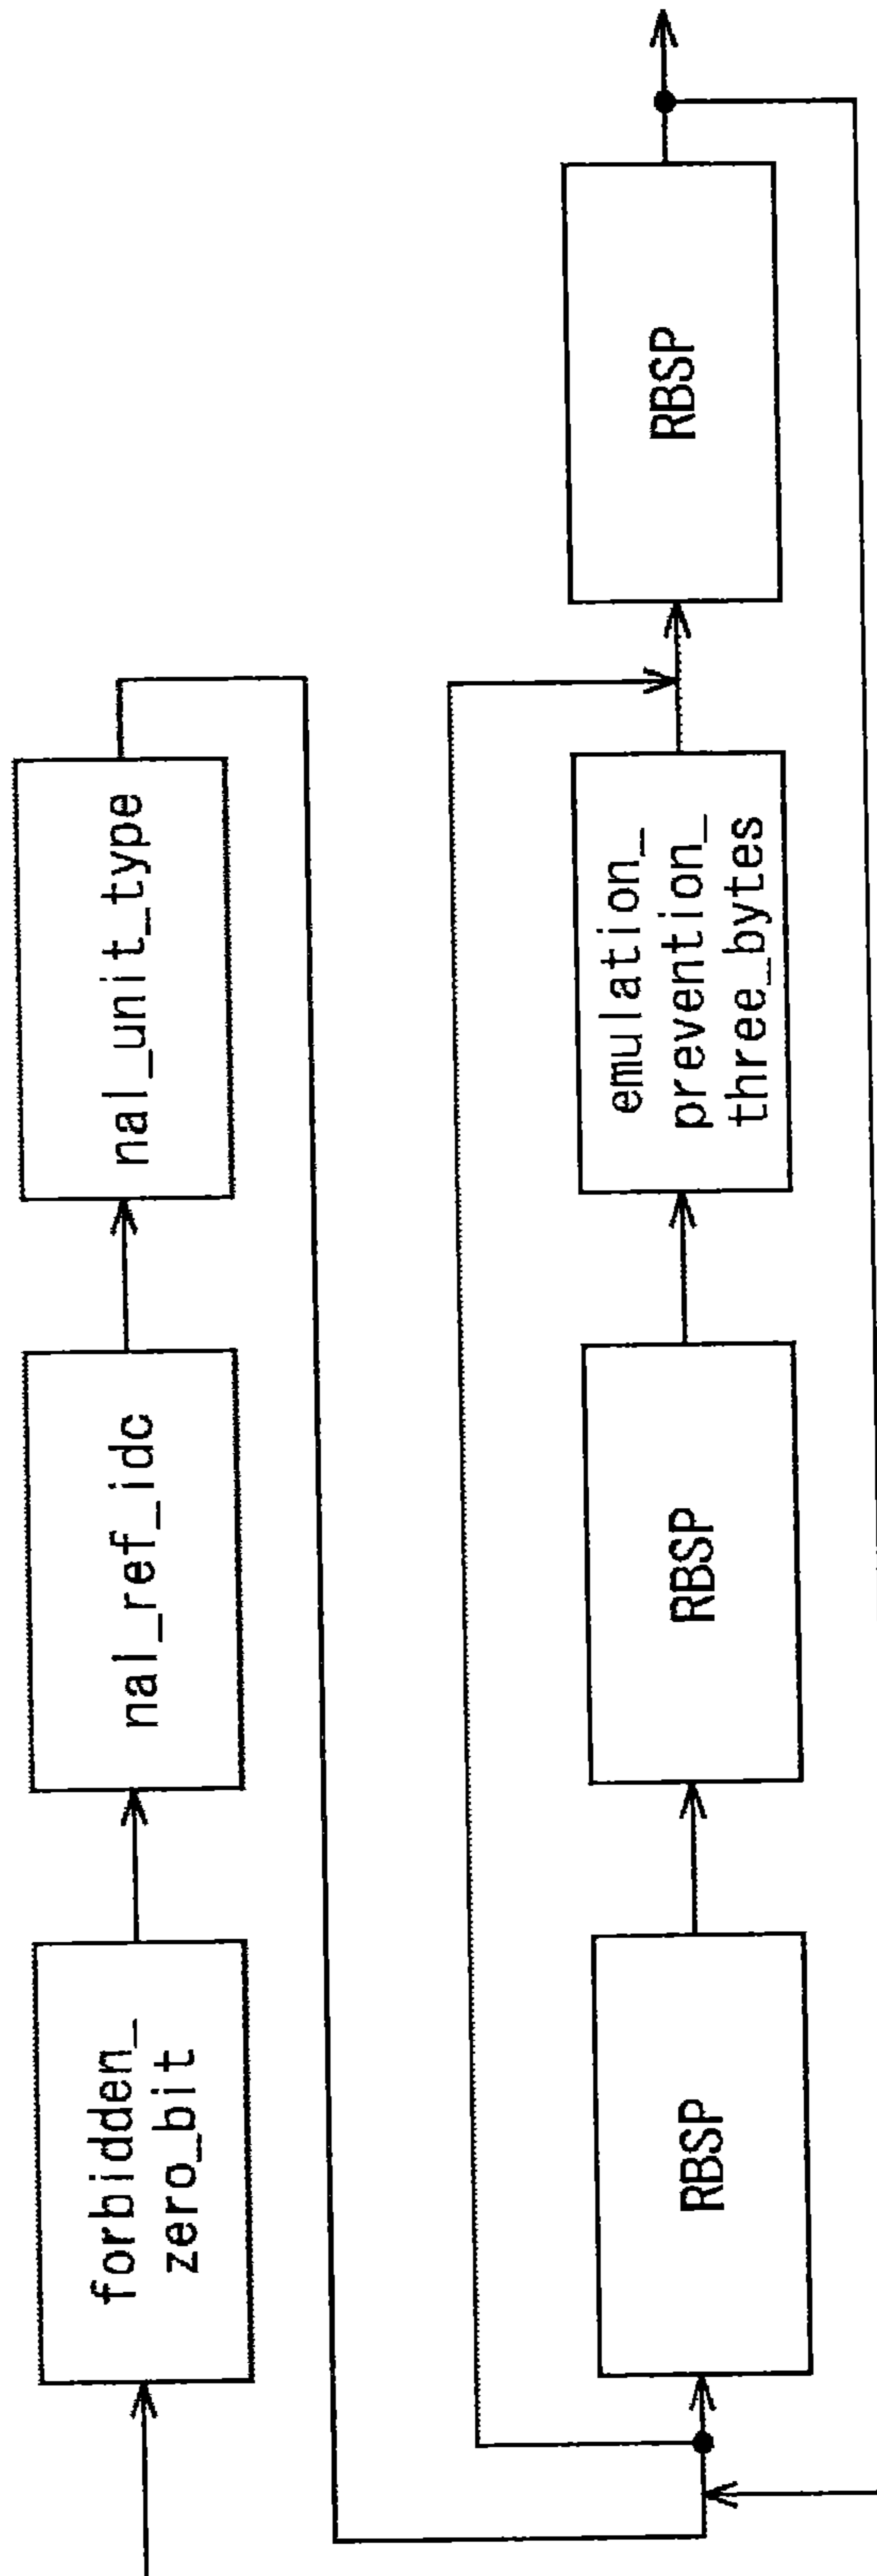 forbidden_
zero_bit
nal_ref_idc
nal_unit_type
RBSP
RBSP
emulation_
prevention_
three_bytes
RBSP